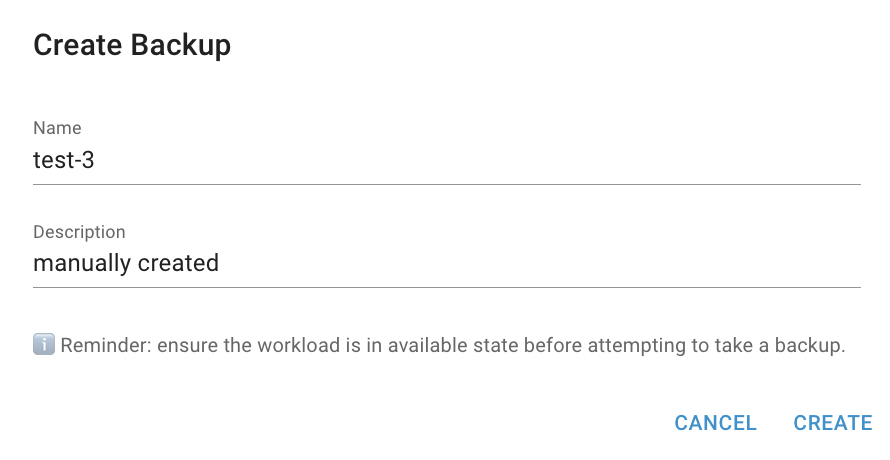 Create Backup
Name
test-3
Description
manually created
ℹ️ Reminder: ensure the workload is in available state before attempting to take a backup.
CANCEL CREATE